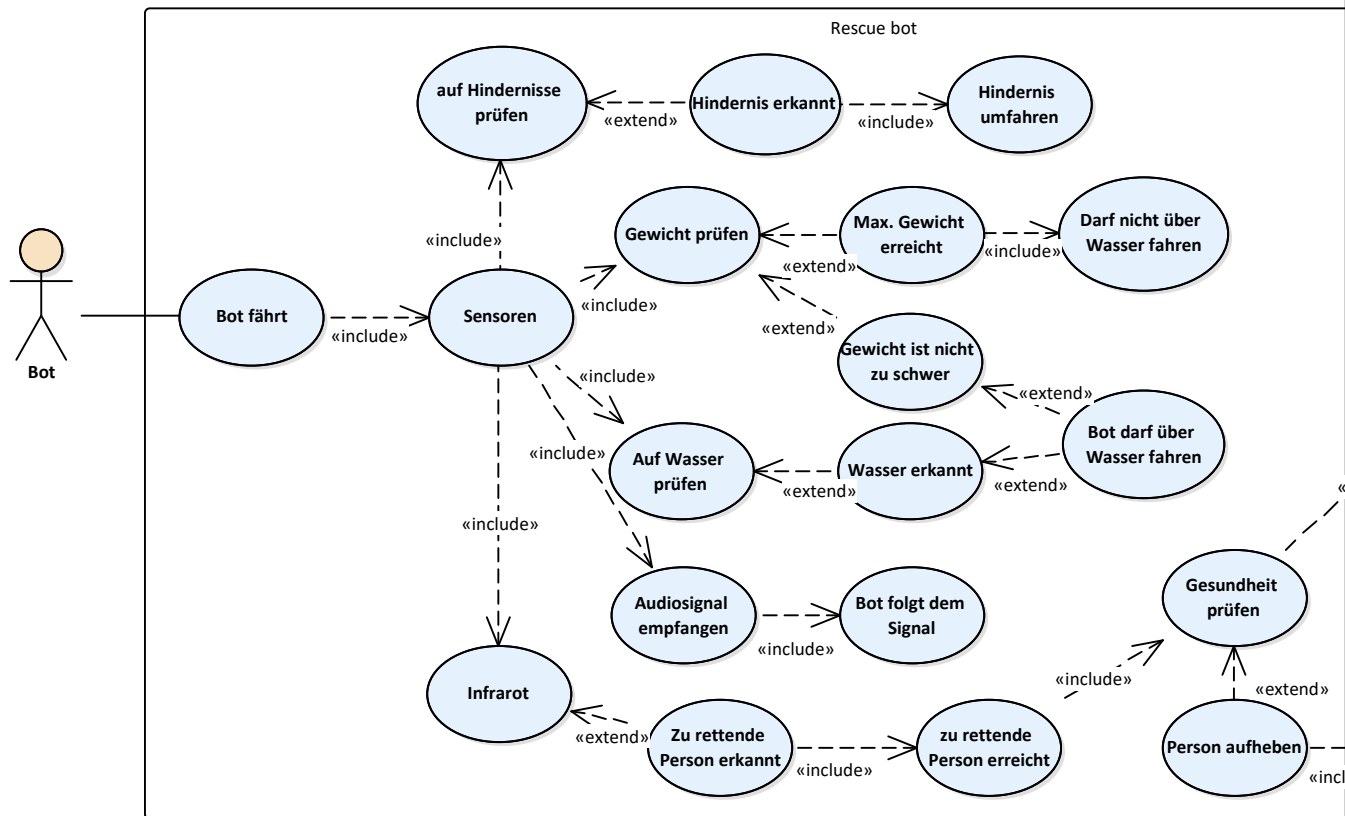 Rescue bot
auf Hindernisse
prüfen
Hindernis erkannt
Hindernis
umfahren
«extend»
«include»
«include»
Gewicht prüfen
Max. Gewicht
erreicht
Darf nicht über
Wasser fahren
«extend»
«include»
Bot fährt
«include»
Sensoren
«include»
«extend»
Bot
Gewicht ist nicht
zu schwer
«include»
«extend»
Bot darf über
Wasser fahren
«include»
Auf Wasser
prüfen
Wasser erkannt
«extend»
«extend»
«include»
Audiosignal
empfangen
Bot folgt dem
Signal
«include»
Gesundheit
prüfen
«
Infrarot
«include»
«extend»
«extend»
Zu rettende
Person erkannt
zu rettende
Person erreicht
Person aufheben
«include»
«incl